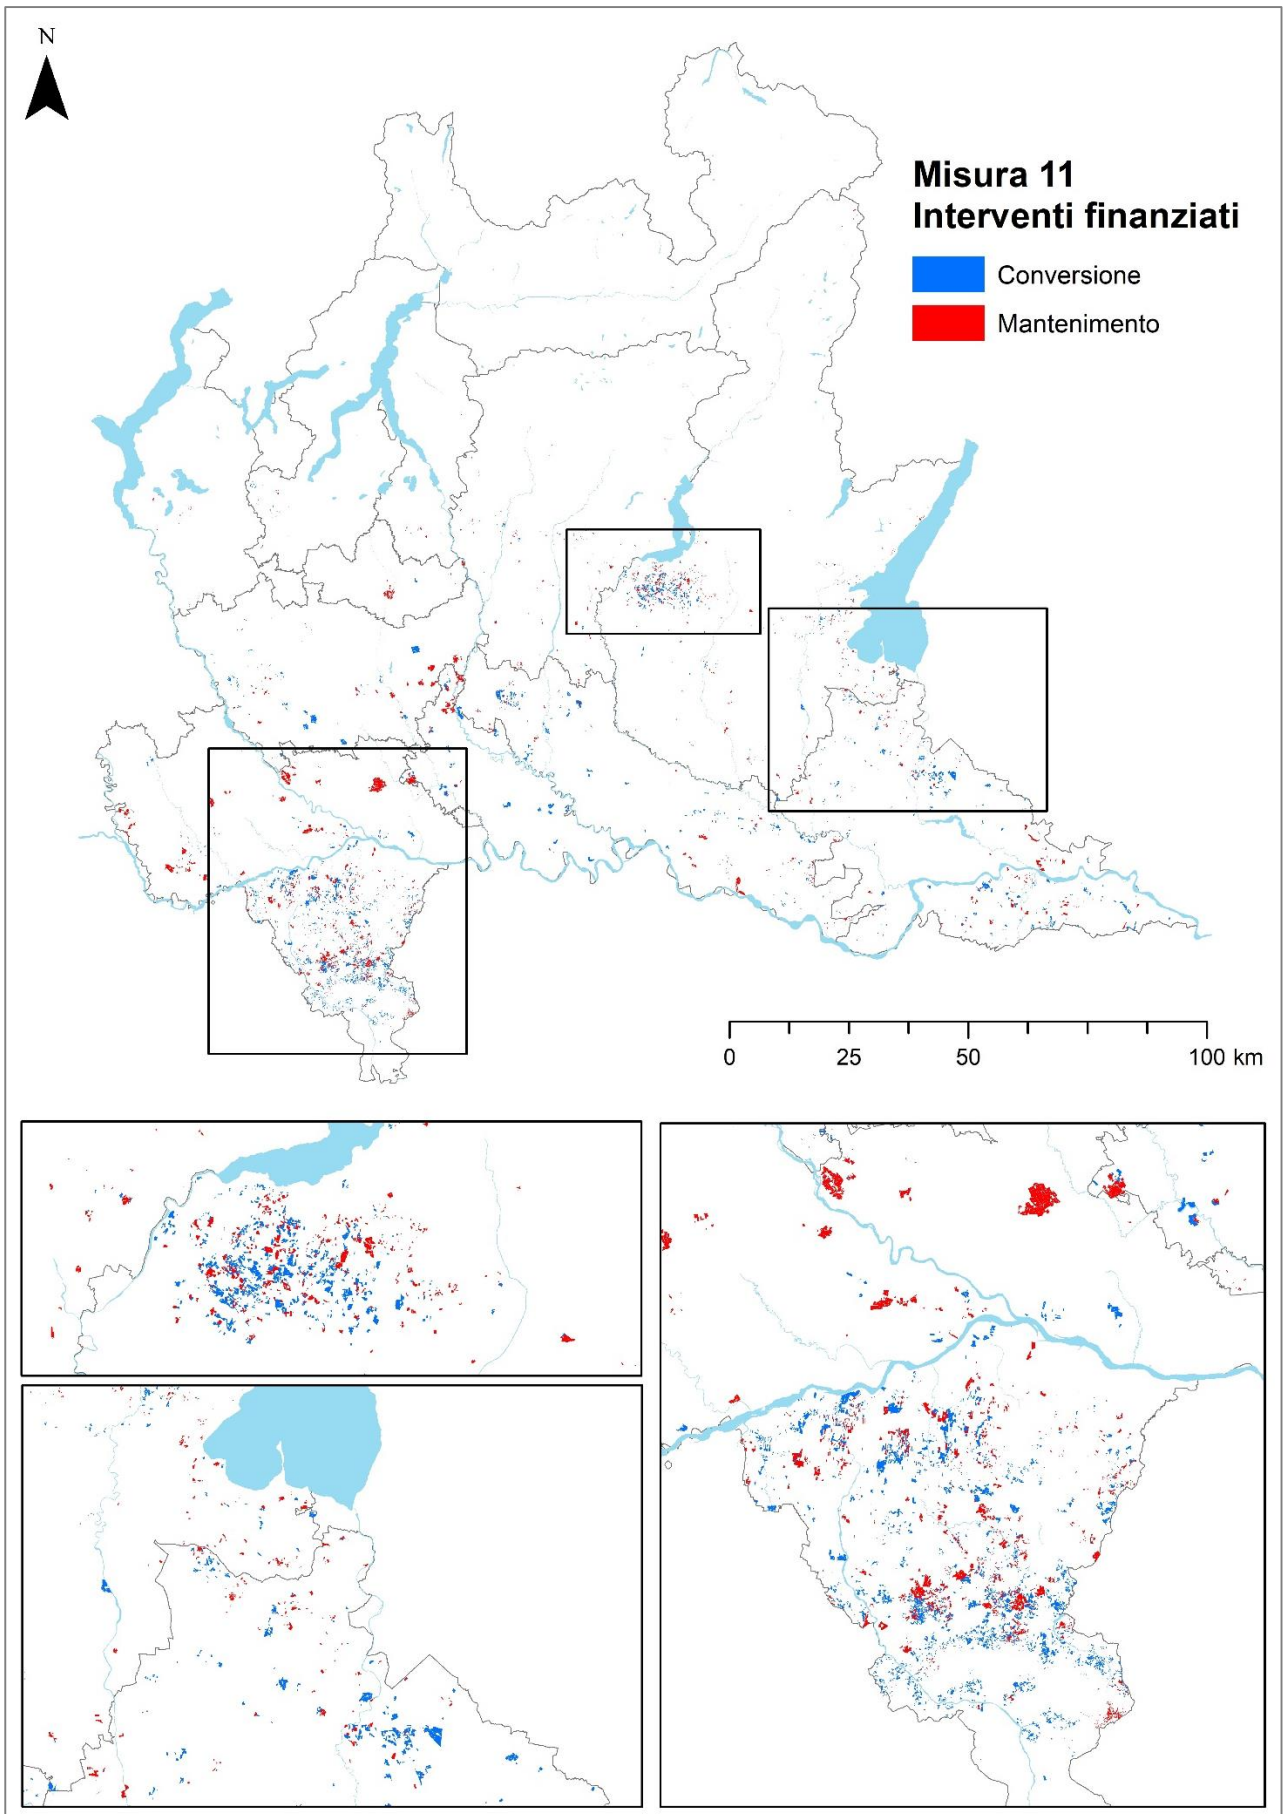 N
Misura 11
Interventi finanziati
Conversione
Mantenimento
0 25 50 100 km